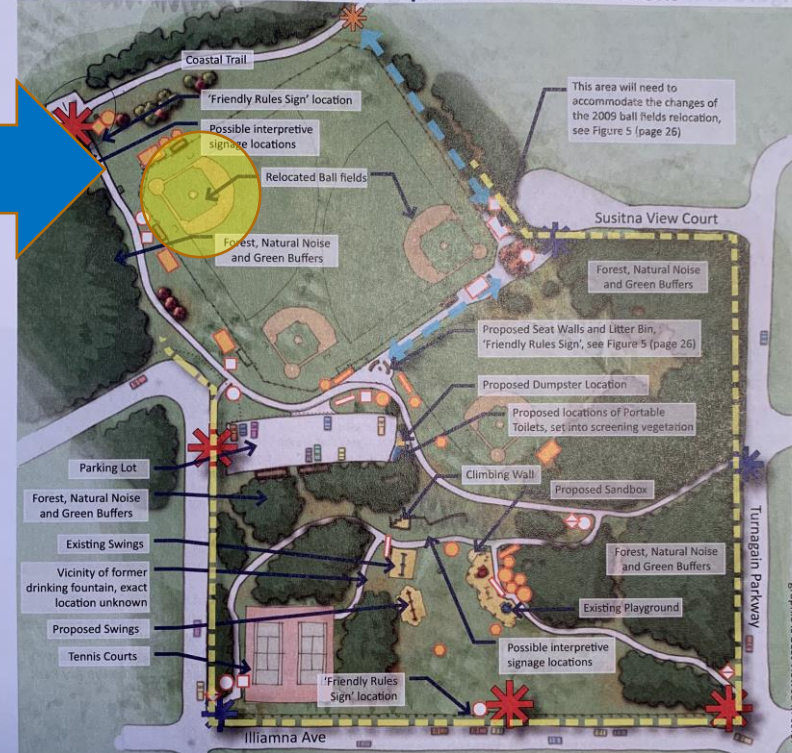 Coastal Trail
'Friendly Rules Sign' location
Possible interpretive
signage locations
Relocated Ball fields
Forest, Natural Noise
and Green Buffers
This area will need to
accommodate the changes of
the 2009 ball fields relocation,
see Figure 5 (page 26)
Susitna View Court
Forest, Natural Noise
and Green Buffers
Proposed Seat Walls and Litter Bin,
'Friendly Rules Sign', see Figure 5 (page 26)
Proposed Dumpster Location
Proposed locations of Portable
Toilets, set into screening vegetation
Parking Lot
Climbing Wall
Proposed Sandbox
Forest, Natural Noise
and Green Buffers
Existing Swings
Vicinity of former
drinking fountain, exact
location unknown
Proposed Swings
Tennis Courts
Forest, Natural Noise
and Green Buffers
Existing Playground
Possible interpretive
signage locations
'Friendly Rules
Sign' location
Turnagain Parkway
Illiamna Ave